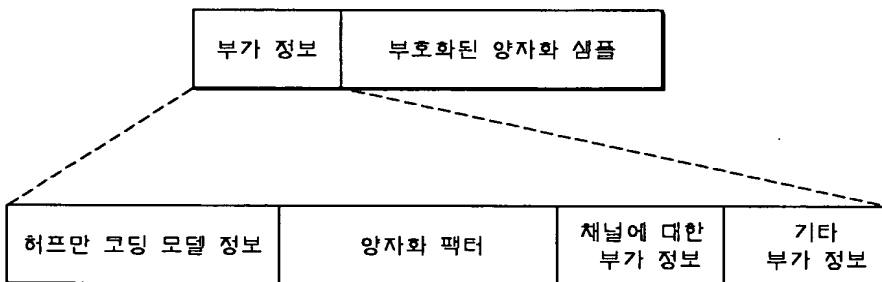 부가 정보
부호화된 양자화 샘플
허프만 코딩 모델 정보
양자화 팩터
채널에 대한
부가 정보
기타
부가 정보